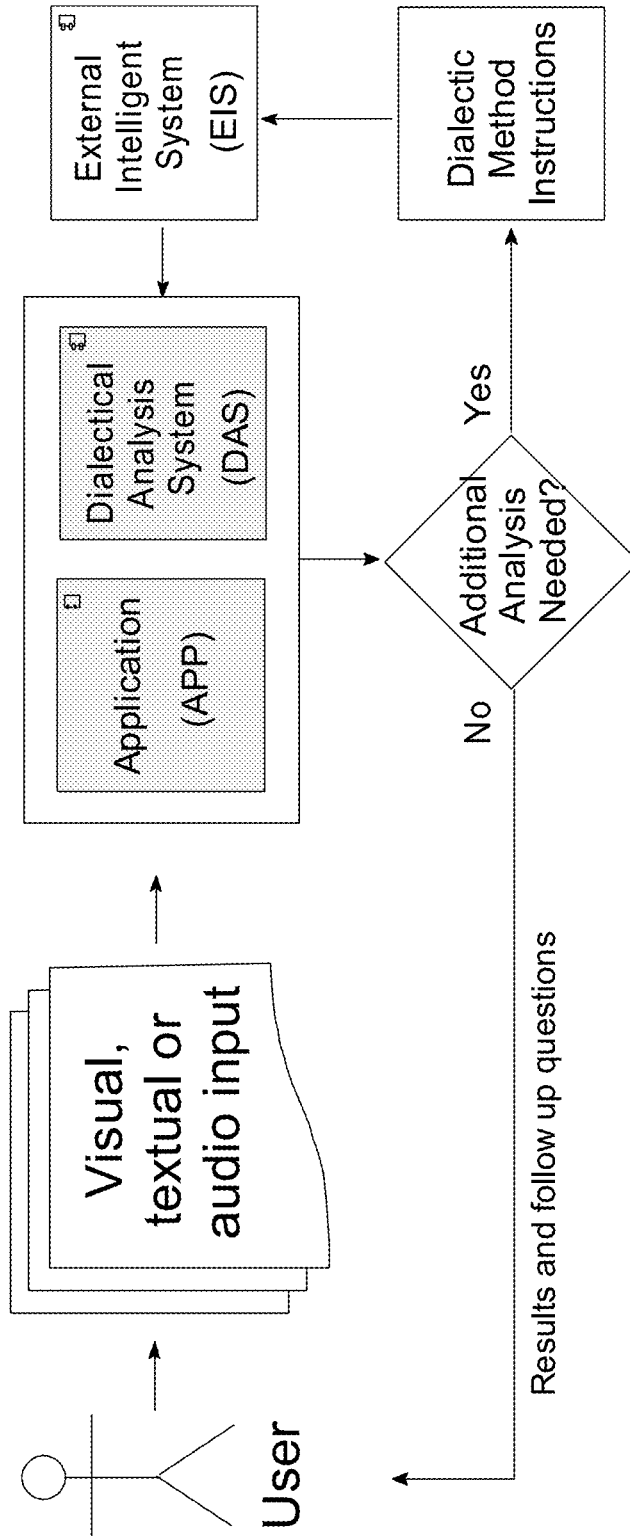 User
Visual,
textual or
audio input
Application
(APP)
Dialectical
Analysis
System
(DAS)
External
Intelligent
System
(EIS)
Additional
Analysis
Needed?
No
Yes
Dialectic
Method
Instructions
Results and follow up questions